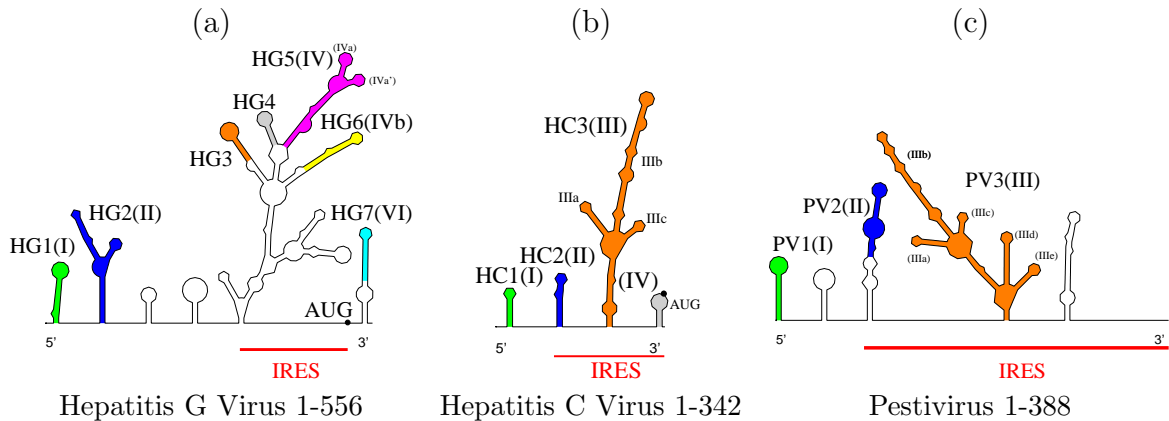 (a)
(IVa)
HG5(IV)
(IVa')
HG4
HG6(IVb)
HG3
HG2(II)
HG7(VI)
HG1(I)
AUG
5'
3'
IRES
Hepatitis G Virus 1-556
(b)
HC3(III)
IIIb
IIIa
IIIc
HC2(II)
HC1(I)
(IV)
AUG
5'
3'
IRES
Hepatitis C Virus 1-342
(c)
(IIIb)
PV3(III)
PV2(II)
(IIIc)
(IIId)
PV1(I)
(IIIa)
(IIIe)
5'
3'
IRES
Pestivirus 1-388